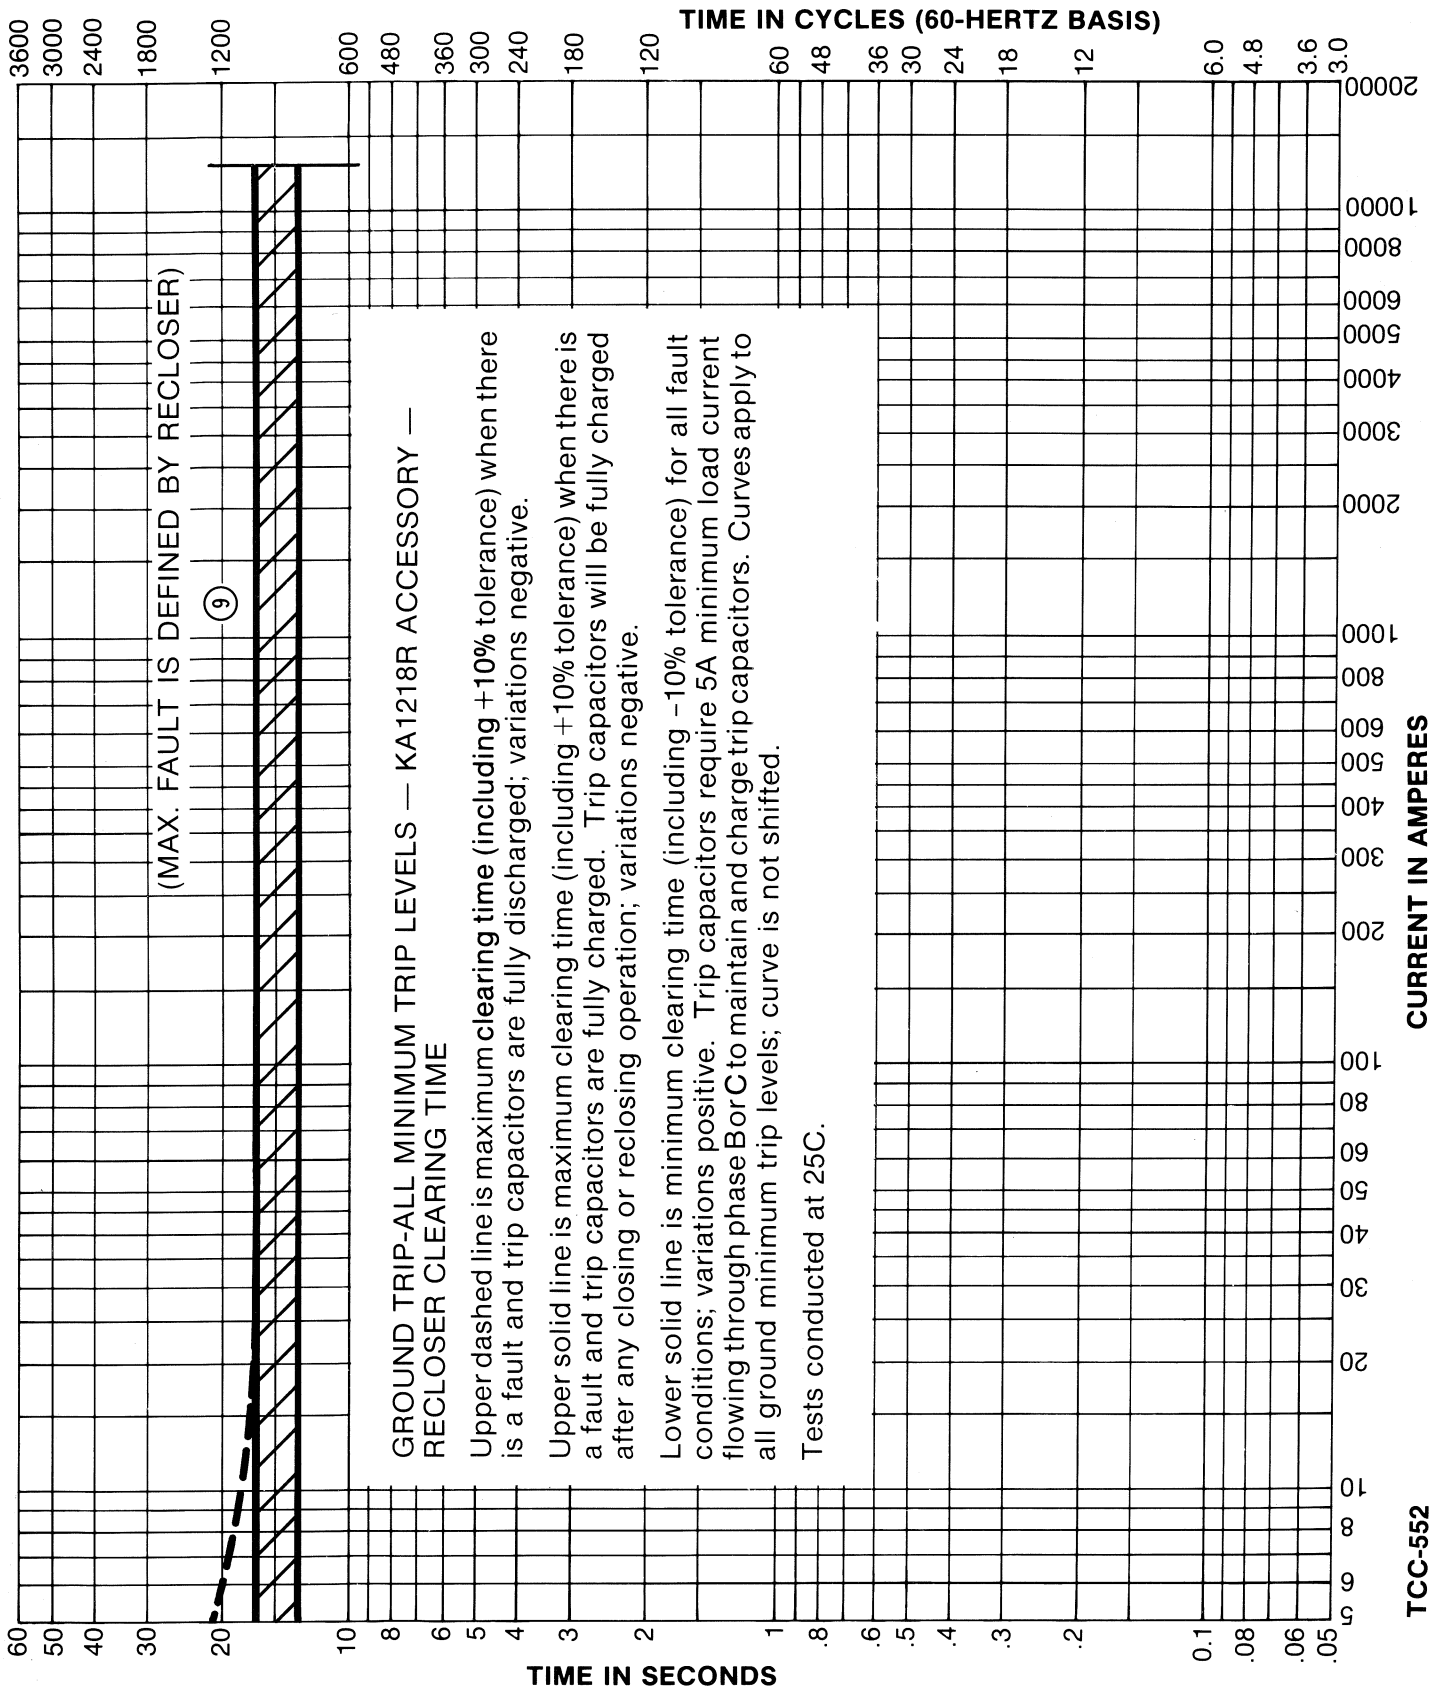 TIME IN CYCLES (60-HERTZ BASIS)
3600 3000 2400 1800 1200 600 480 360 300 240 180 120 60 48 36 30 24 18 12 6.0 4.8 3.6 3.0
(MAX. FAULT IS DEFINED BY RECLOSER)
9
GROUND TRIP-ALL MINIMUM TRIP LEVELS — KA1218R ACCESSORY —
RECLOSER CLEARING TIME
Upper dashed line is maximum clearing time (including +10% tolerance) when there
is a fault and trip capacitors are fully discharged; variations negative.
Upper solid line is maximum clearing time (including +10% tolerance) when there is
a fault and trip capacitors are fully charged. Trip capacitors will be fully charged
after any closing or reclosing operation; variations negative.
Lower solid line is minimum clearing time (including -10% tolerance) for all fault
conditions; variations positive. Trip capacitors require 5A minimum load current
flowing through phase B or C to maintain and charge trip capacitors. Curves apply to
all ground minimum trip levels; curve is not shifted.
Tests conducted at 25C.
20000
10000
8000
6000
5000
4000
3000
2000
1000
800
600
500
400
300
200
100
80
60
50
40
30
20
10
8
6
5
CURRENT IN AMPERES
60 50 40 30 20 10 8 6 5 4 3 2 1 .8 .6 .5 .4 .3 .2 0.1 .08 .06 .05
TIME IN SECONDS
TCC-552